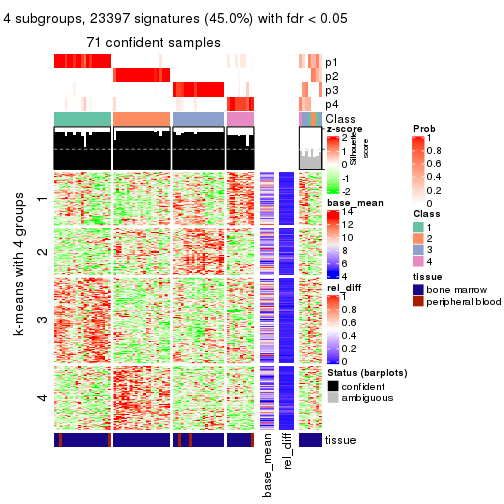 4 subgroups, 23397 signatures (45.0%) with fdr < 0.05
71 confident samples
p1
p2
p3
p4
Class
Silhouette
score
k-means with 4 groups
1
2
3
4
tissue
base_mean
rel_diff
z-score
2
1
0
-1
-2
base_mean
14
12
10
8
6
4
rel_diff
1
0.8
0.6
0.4
0.2
0
Status (barplots)
confident
ambiguous
Prob
1
0.8
0.6
0.4
0.2
0
Class
1
2
3
4
tissue
bone marrow
peripheral blood